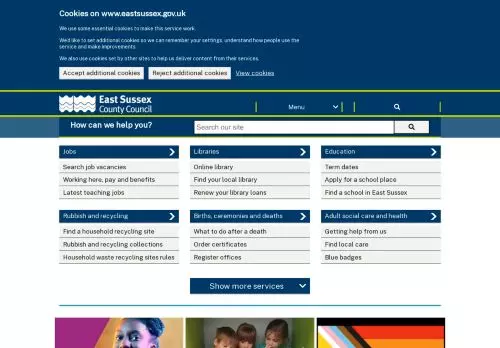 Cookies on www.eastsussex.gov.uk
We use some essential cookies to make this service work.
We'd like to set additional cookies so we can remember your settings, understand how people use the
service and make improvements.
We also use cookies set by other sites to help us deliver content from their services.
Accept additional cookies Reject additional cookies View cookies
East Sussex
County Council
Menu
How can we help you?
Search our site
Jobs
Search job vacancies
Working here, pay and benefits
Latest teaching jobs
Libraries
Online library
Find your local library
Renew your library loans
Education
Term dates
Apply for a school place
Find a school in East Sussex
Rubbish and recycling
Find a household recycling site
Rubbish and recycling collections
Household waste recycling sites rules
Births, ceremonies and deaths
What to do after a death
Order certificates
Register offices
Adult social care and health
Getting help from us
Find local care
Blue badges
Show more services